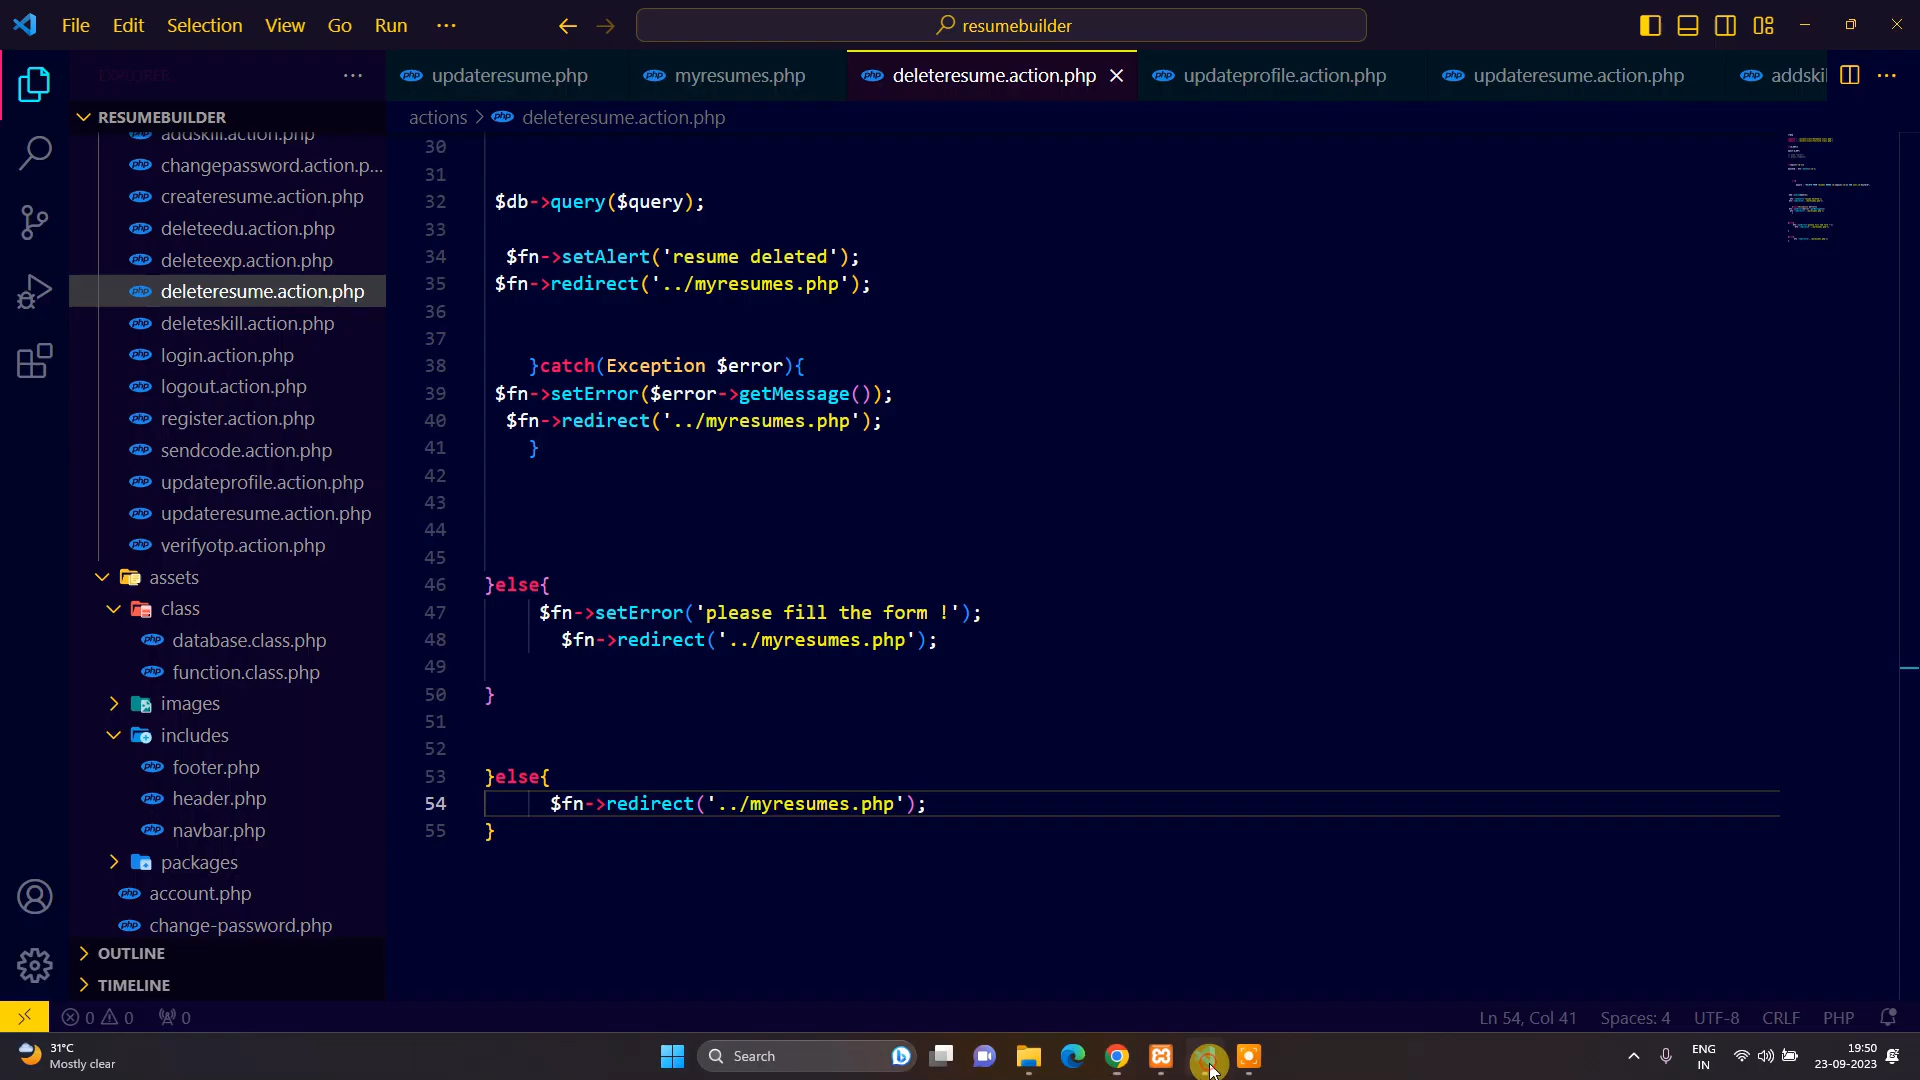 File Edit Selection View Go Run ···
resumebuilder
EXPLORER
updateresume.php
myresumes.php
deleteresume.action.php
updateprofile.action.php
updateresume.action.php
addskil
RESUMEBUILDER
actions > deleteresume.action.php
addskill.action.php
changepassword.action.p...
createresume.action.php
deleteedu.action.php
deleteexp.action.php
deleteresume.action.php
deleteskill.action.php
login.action.php
logout.action.php
register.action.php
sendcode.action.php
updateprofile.action.php
updateresume.action.php
verifyotp.action.php
assets
class
database.class.php
function.class.php
images
includes
footer.php
header.php
navbar.php
packages
account.php
change-password.php
OUTLINE
TIMELINE
30
31
32 $db->query($query);
33
34 $fn->setAlert('resume deleted');
35 $fn->redirect('../myresumes.php');
36
37
38 }catch(Exception $error){
39 $fn->setError($error->getMessage());
40 $fn->redirect('../myresumes.php');
41 }
42
43
44
45
46 }else{
47 $fn->setError('please fill the form !');
48 $fn->redirect('../myresumes.php');
49
50 }
51
52
53 }else{
54 $fn->redirect('../myresumes.php');
55 }
0 0 0
Ln 54, Col 41 Spaces: 4 UTF-8 CRLF PHP
31°C
Mostly clear
Search
ENG
IN
19:50
23-09-2023